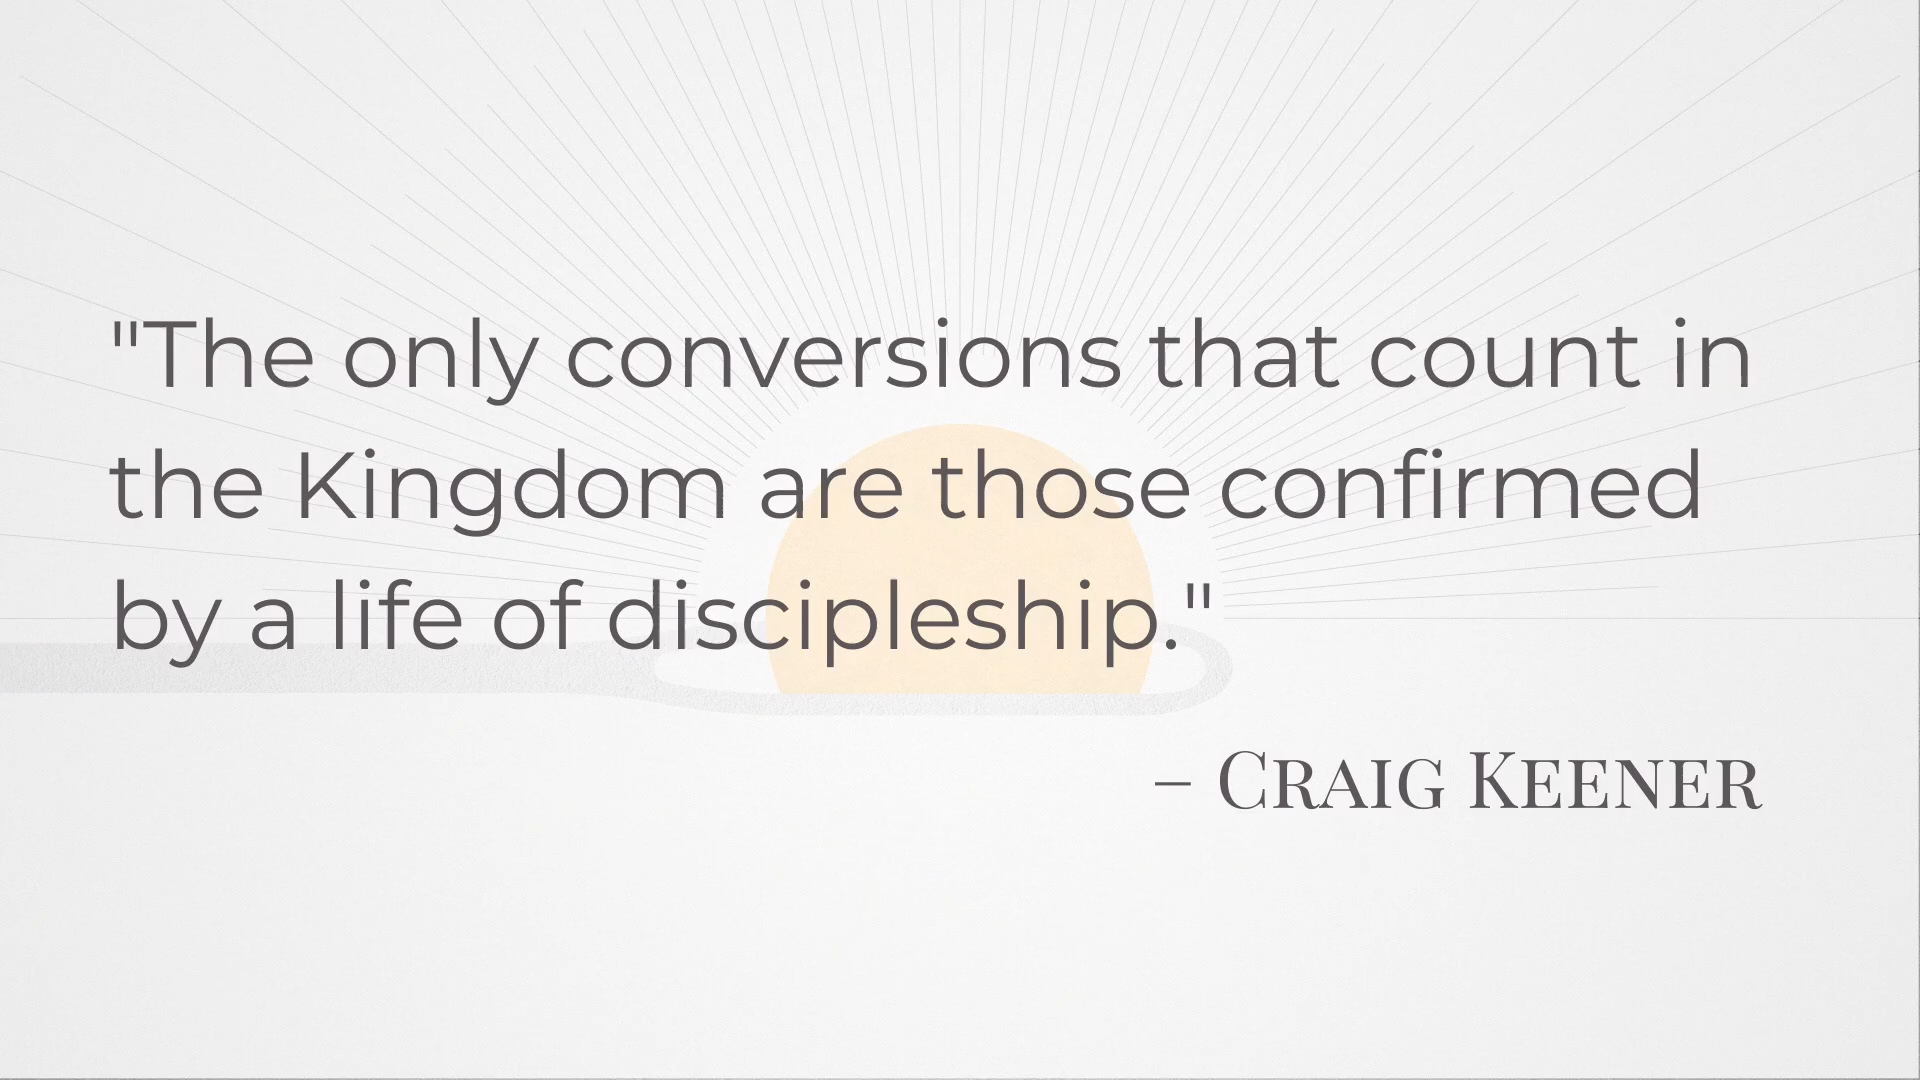 "The only conversions that count in
the Kingdom are those confirmed
by a life of discipleship."
– Craig Keener